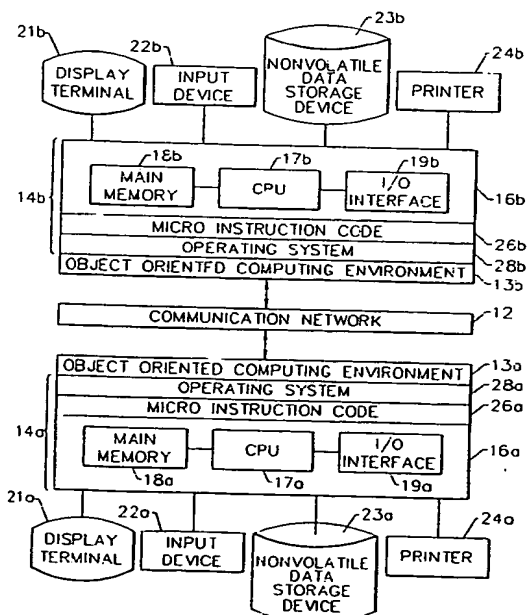 23b
21b
22b
24b
DISPLAY
TERMINAL
INPUT
DEVICE
NONVOLATILE
DATA
STORAGE
DEVICE
PRINTER
18b
17b
19b
14b
MAIN
MEMORY
CPU
I/O
INTERFACE
16b
MICRO INSTRUCTION CODE
26b
OPERATING SYSTEM
28b
OBJECT ORIENTED COMPUTING ENVIRONMENT
13b
COMMUNICATION NETWORK
12
OBJECT ORIENTED COMPUTING ENVIRONMENT
13a
OPERATING SYSTEM
28a
MICRO INSTRUCTION CODE
26a
14a
MAIN
MEMORY
CPU
I/O
INTERFACE
16a
18a
17a
19a
21a
22a
23a
24a
DISPLAY
TERMINAL
INPUT
DEVICE
NONVOLATILE
DATA
STORAGE
DEVICE
PRINTER